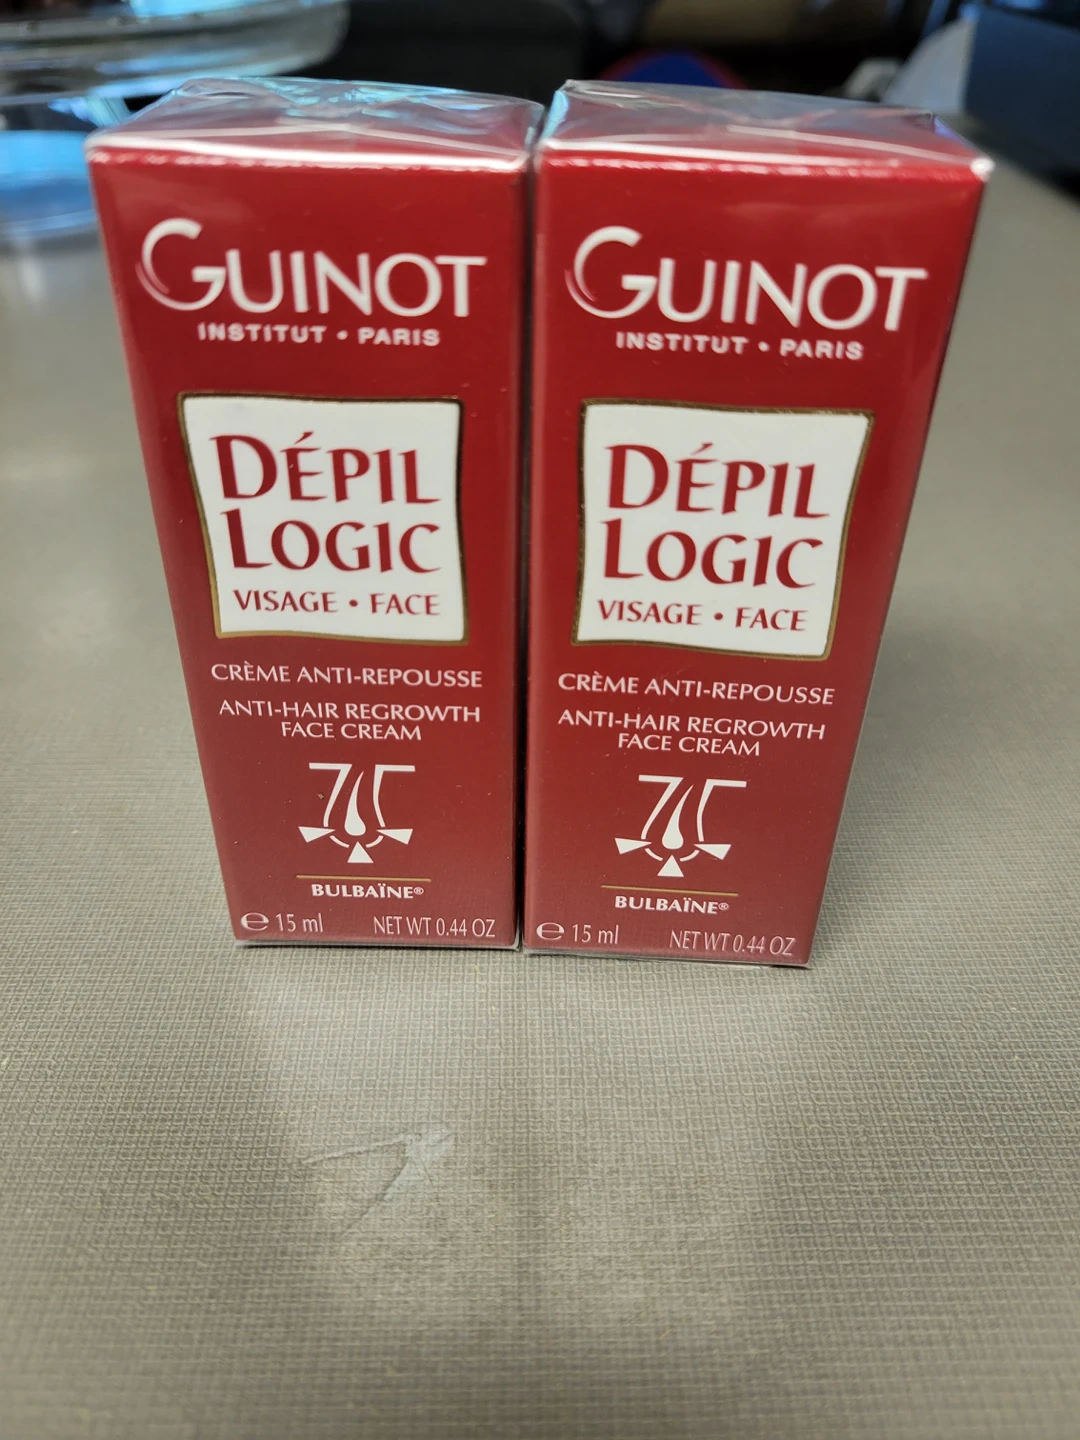 GUINOT
INSTITUT • PARIS
DÉPIL
LOGIC
VISAGE • FACE
CRÈME ANTI-REPOUSSE
ANTI-HAIR REGROWTH
FACE CREAM
BULBAÏNE®
℮ 15 ml NET WT 0.44 OZ
GUINOT
INSTITUT • PARIS
DÉPIL
LOGIC
VISAGE • FACE
CRÈME ANTI-REPOUSSE
ANTI-HAIR REGROWTH
FACE CREAM
BULBAÏNE®
℮ 15 ml NET WT 0.44 OZ